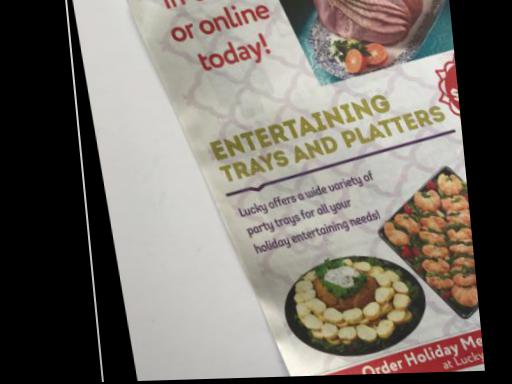 or online
today!
ENTERTAINING
TRAYS AND PLATTERS
Lucky offers a wide variety of
party trays for all your
holiday entertaining needs!
Order Holiday Me
at Lucky